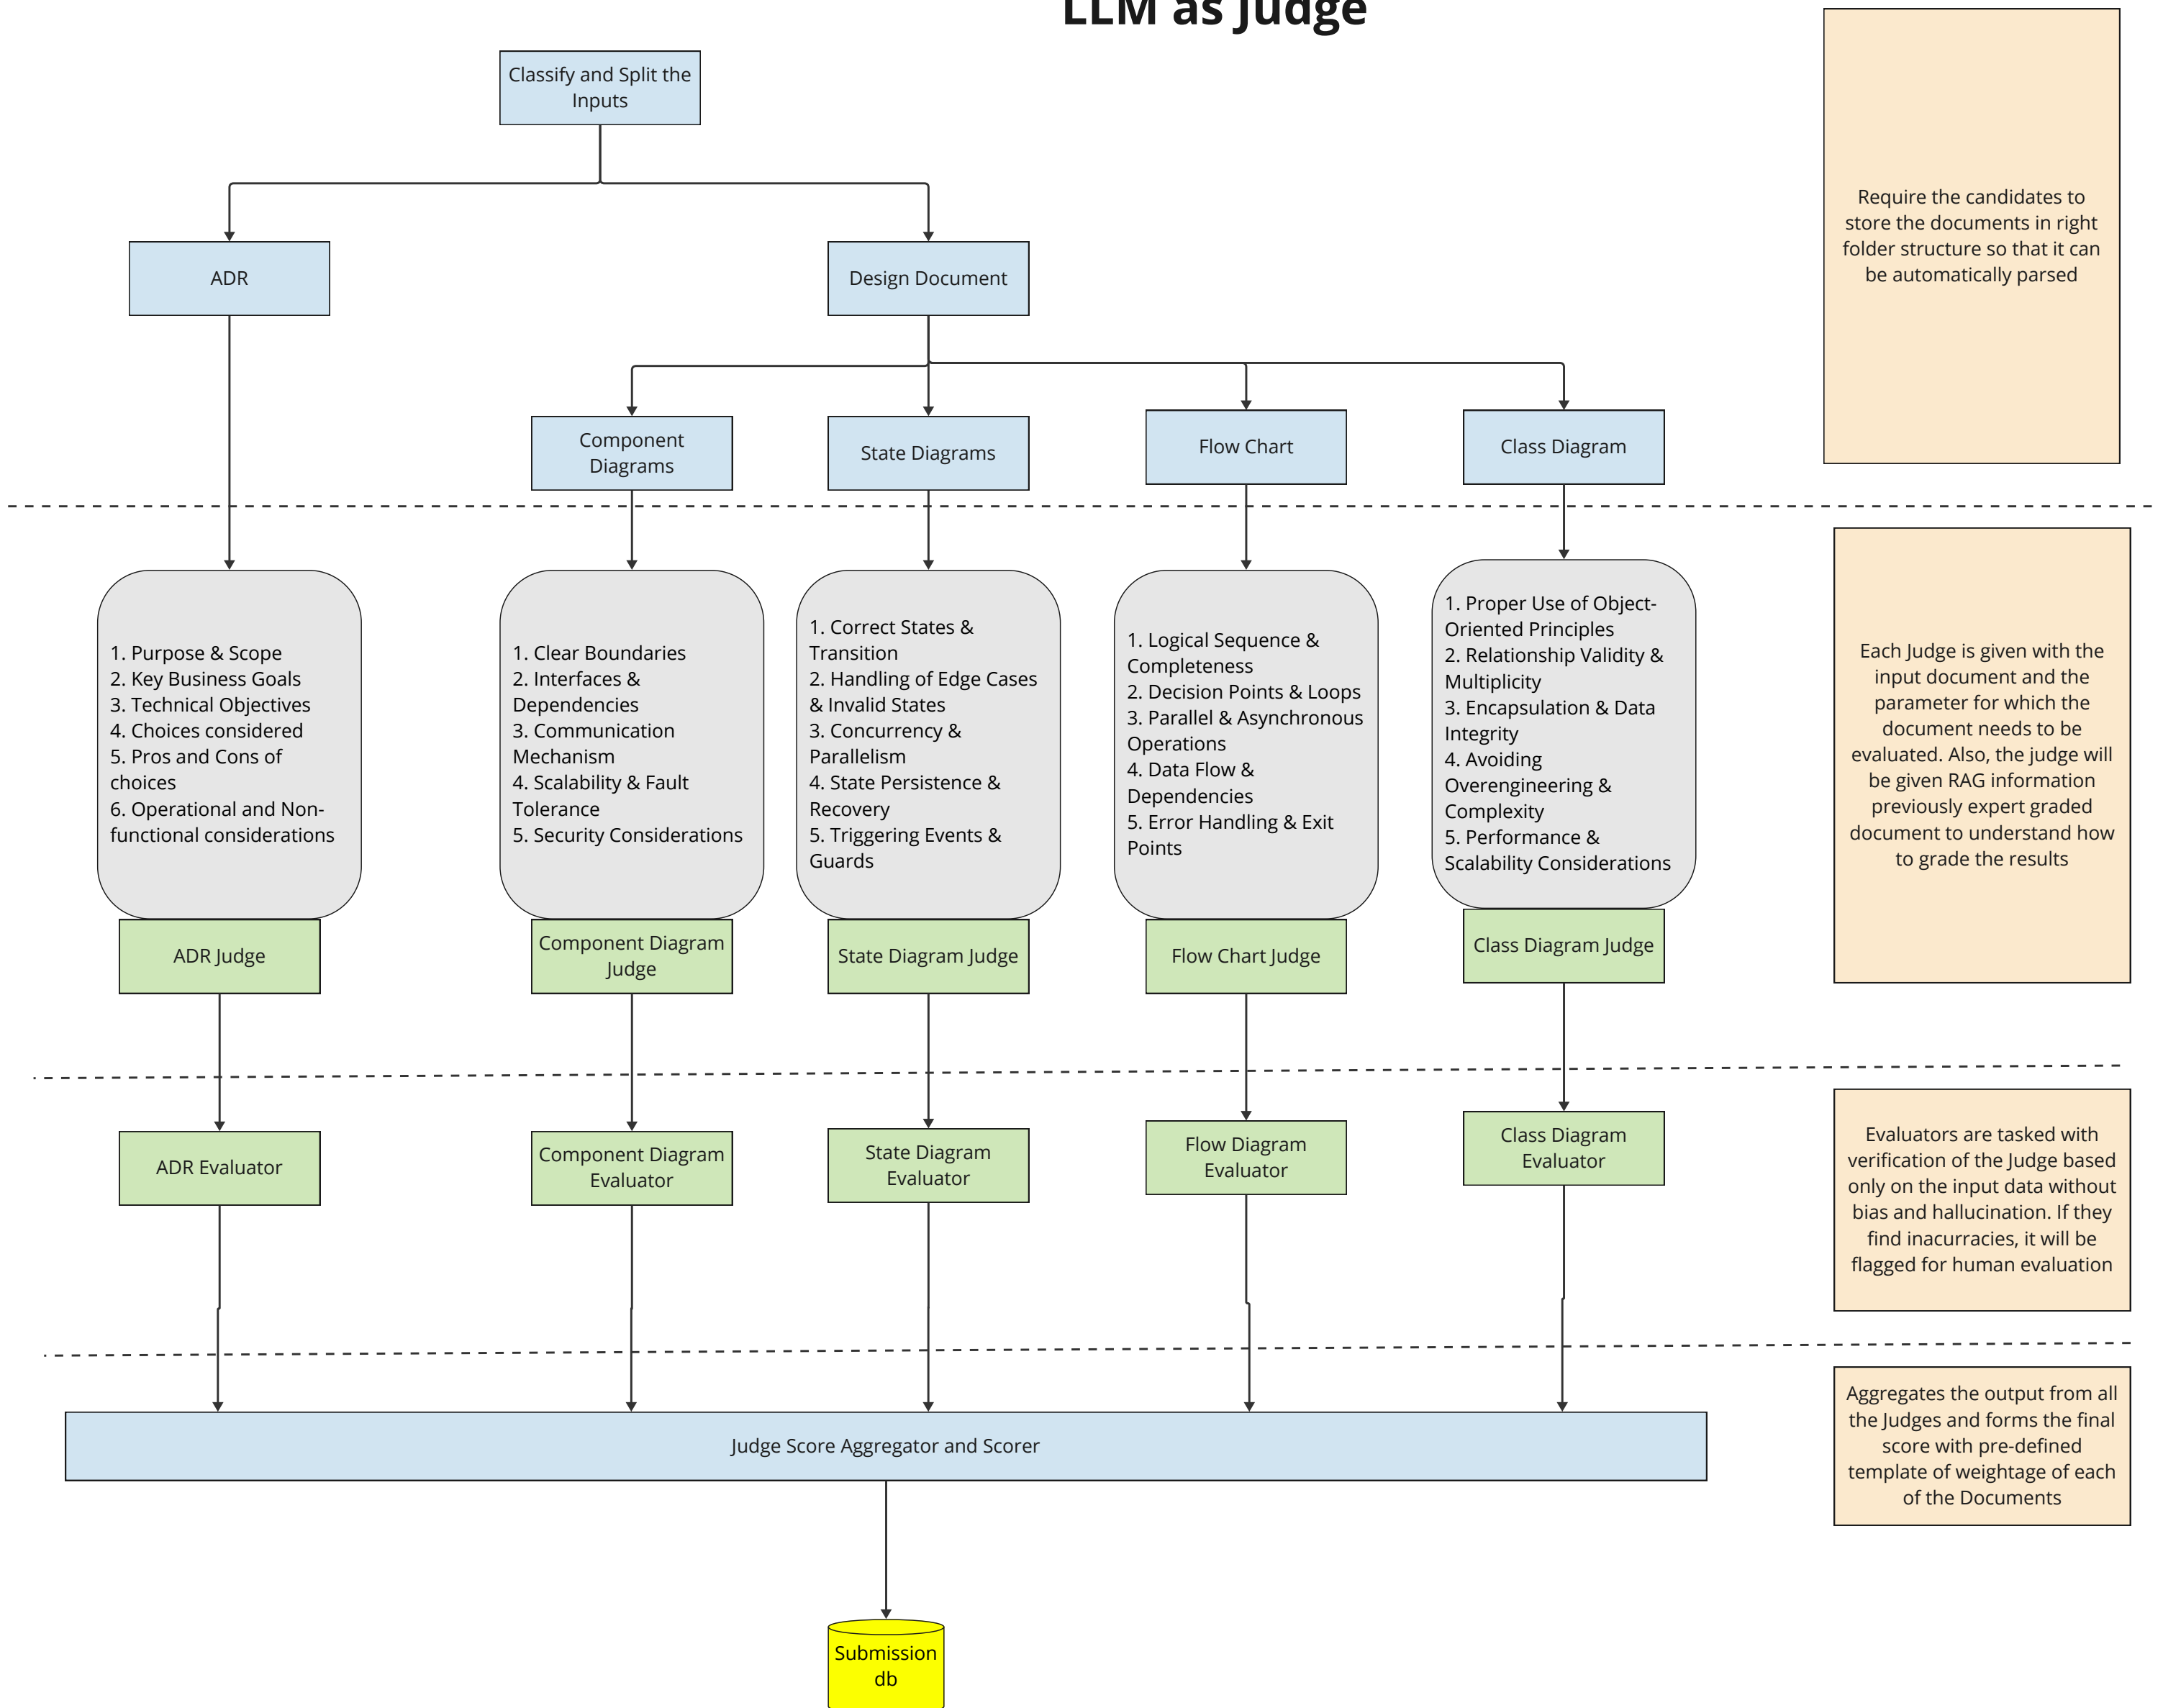 LLM as Judge
Classify and Split the
Inputs
Require the candidates to
store the documents in right
folder structure so that it can
be automatically parsed
ADR
Design Document
Component
Diagrams
State Diagrams
Flow Chart
Class Diagram
1. Purpose & Scope
2. Key Business Goals
3. Technical Objectives
4. Choices considered
5. Pros and Cons of
choices
6. Operational and Non-
functional considerations
1. Clear Boundaries
2. Interfaces &
Dependencies
3. Communication
Mechanism
4. Scalability & Fault
Tolerance
5. Security Considerations
1. Correct States &
Transition
2. Handling of Edge Cases
& Invalid States
3. Concurrency &
Parallelism
4. State Persistence &
Recovery
5. Triggering Events &
Guards
1. Logical Sequence &
Completeness
2. Decision Points & Loops
3. Parallel & Asynchronous
Operations
4. Data Flow &
Dependencies
5. Error Handling & Exit
Points
1. Proper Use of Object-
Oriented Principles
2. Relationship Validity &
Multiplicity
3. Encapsulation & Data
Integrity
4. Avoiding
Overengineering &
Complexity
5. Performance &
Scalability Considerations
Each Judge is given with the
input document and the
parameter for which the
document needs to be
evaluated. Also, the judge will
be given RAG information
previously expert graded
document to understand how
to grade the results
ADR Judge
Component Diagram
Judge
State Diagram Judge
Flow Chart Judge
Class Diagram Judge
ADR Evaluator
Component Diagram
Evaluator
State Diagram
Evaluator
Flow Diagram
Evaluator
Class Diagram
Evaluator
Evaluators are tasked with
verification of the Judge based
only on the input data without
bias and hallucination. If they
find inacurracies, it will be
flagged for human evaluation
Judge Score Aggregator and Scorer
Aggregates the output from all
the Judges and forms the final
score with pre-defined
template of weightage of each
of the Documents
Submission
db